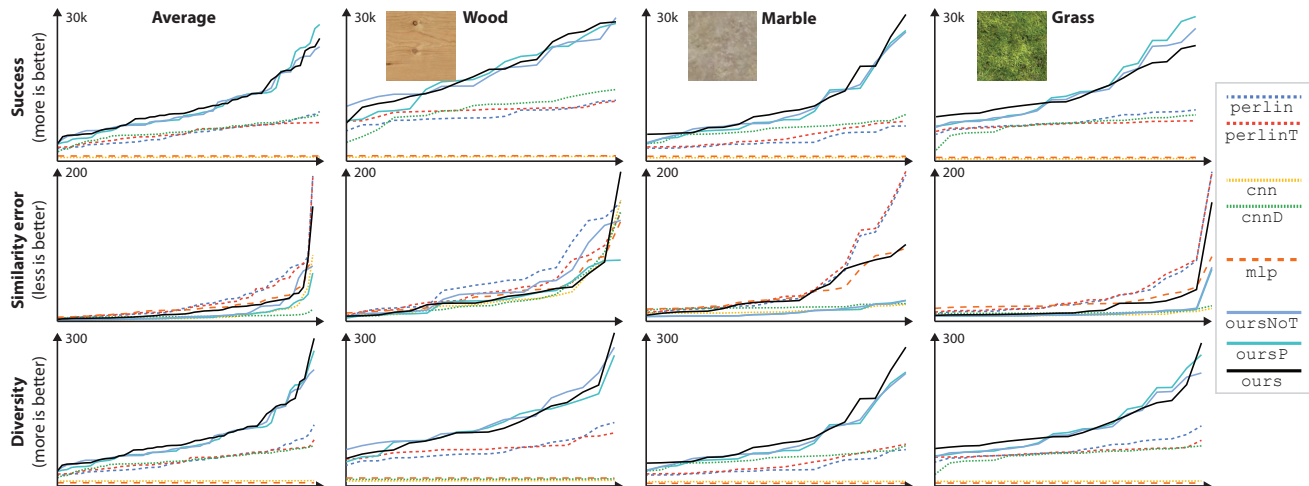 Average
Wood
Marble
Grass
Success
(more is better)
30k
30k
30k
30k
Similarity error
(less is better)
200
200
200
200
Diversity
(more is better)
300
300
300
300
perlin
perlinT
cnn
cnnD
mlp
oursNoT
oursP
ours